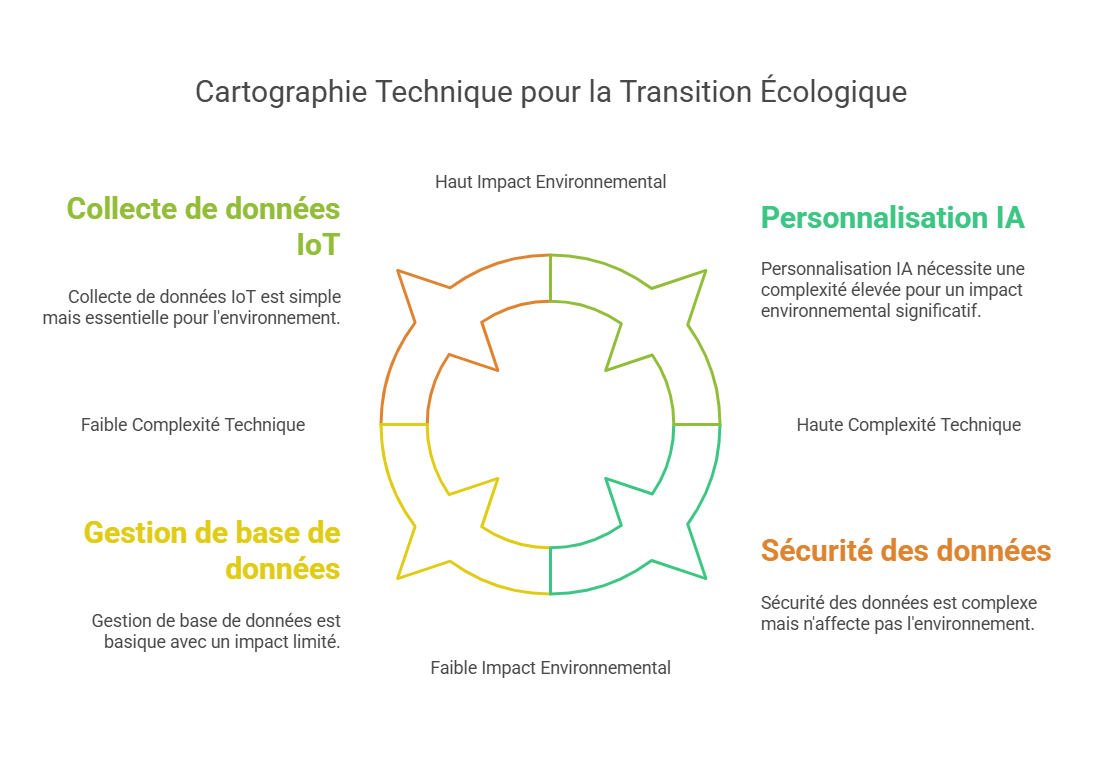 Cartographie Technique pour la Transition Écologique
Haut Impact Environnemental
Collecte de données
IoT
Collecte de données IoT est simple
mais essentielle pour l'environnement.
Personnalisation IA
Personnalisation IA nécessite une
complexité élevée pour un impact
environnemental significatif.
Faible Complexité Technique
Haute Complexité Technique
Gestion de base de
données
Gestion de base de données est
basique avec un impact limité.
Sécurité des données
Sécurité des données est complexe
mais n'affecte pas l'environnement.
Faible Impact Environnemental